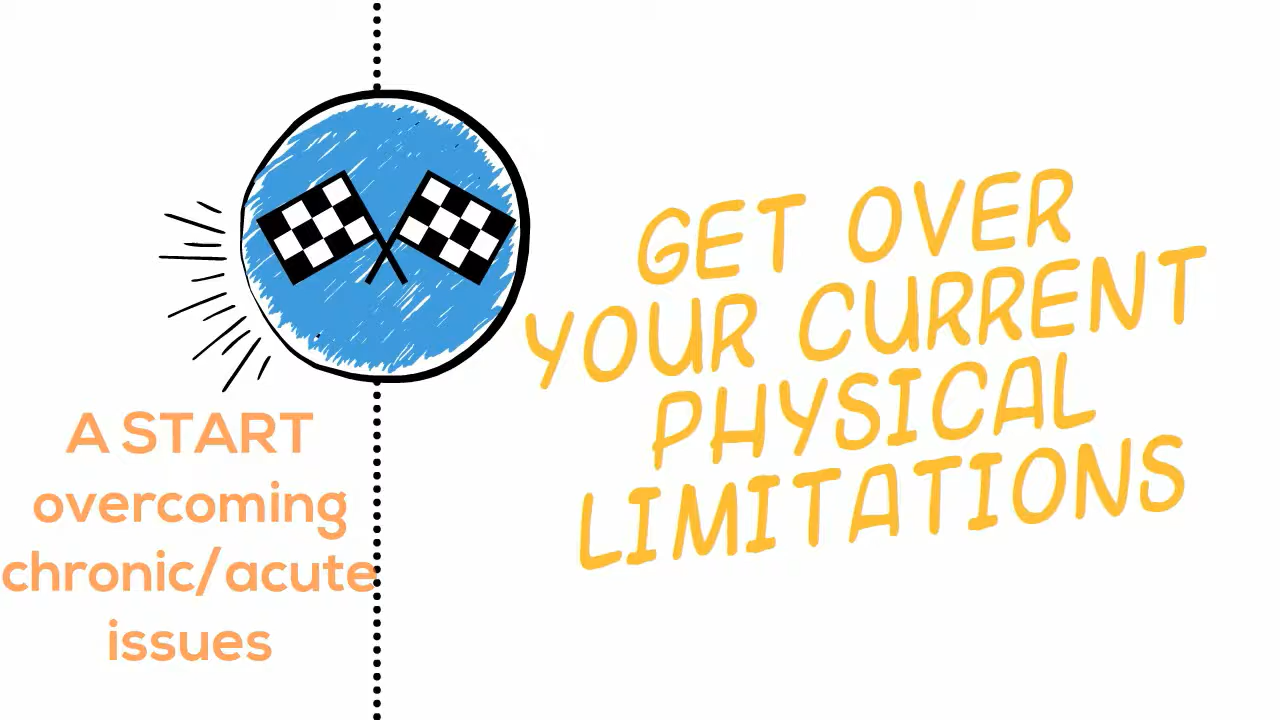 A START
overcoming
chronic/acute
issues
GET OVER
YOUR CURRENT
PHYSICAL
LIMITATIONS